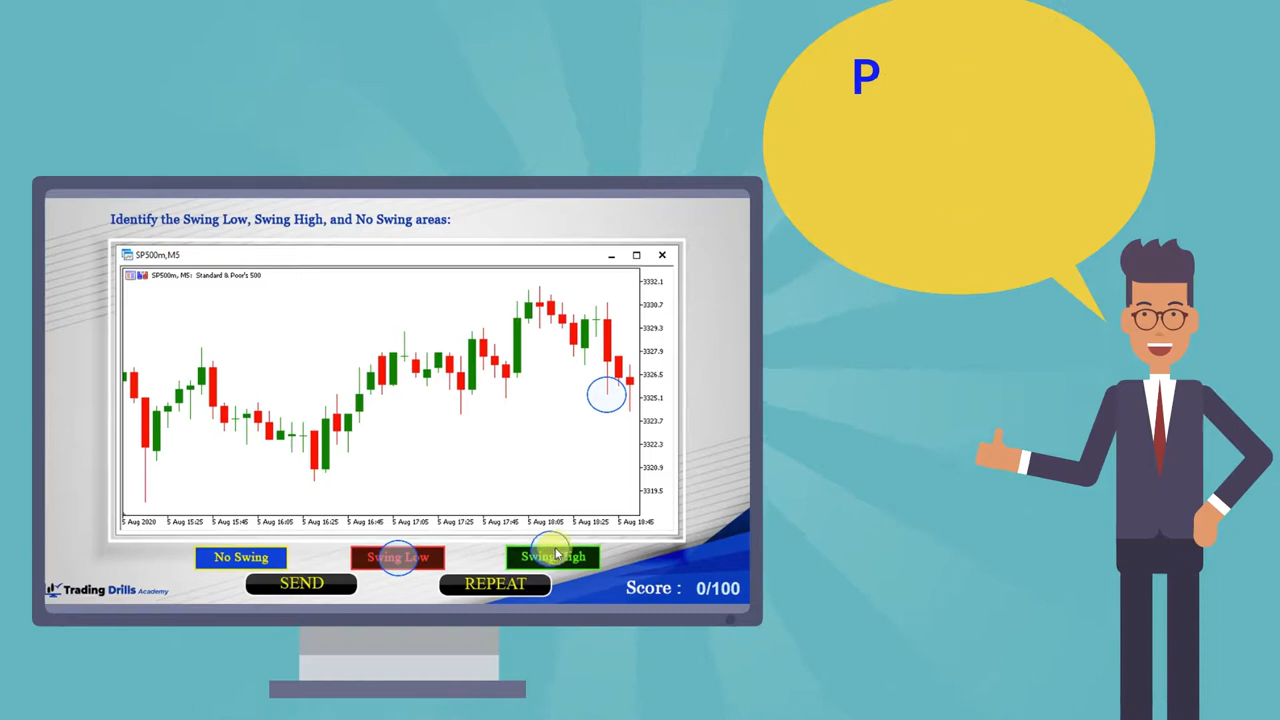 P
Identify the Swing Low, Swing High, and No Swing areas:
SP500m,M5
SP500m, M5: Standard & Poor's 500
3332.1
3330.7
3329.3
3327.9
3326.5
3325.1
3323.7
3322.3
3320.9
3319.5
5 Aug 2020 5 Aug 15:25 5 Aug 15:45 5 Aug 16:05 5 Aug 16:25 5 Aug 16:45 5 Aug 17:05 5 Aug 17:25 5 Aug 17:45 5 Aug 18:05 5 Aug 18:25 5 Aug 18:45
No Swing Swing Low Swing High
SEND REPEAT
Trading Drills Academy
Score : 0/100